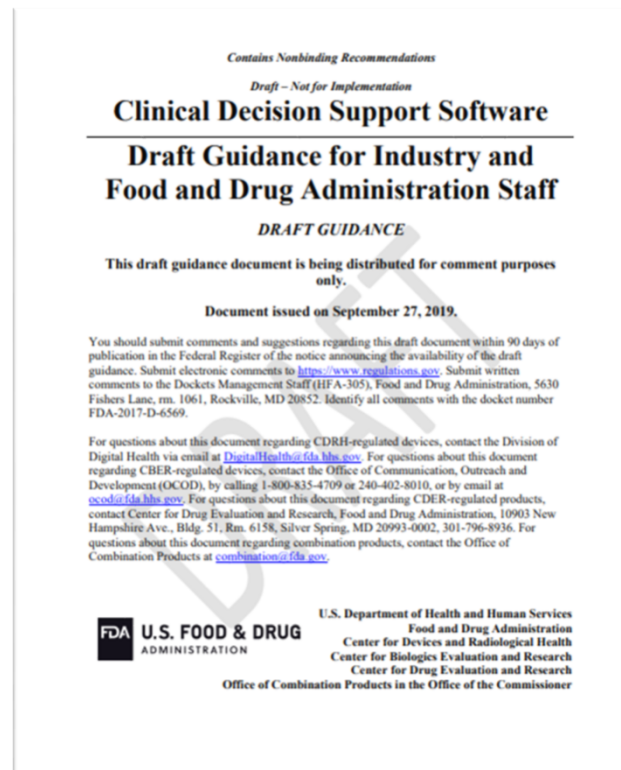 Contains Nonbinding Recommendations
Draft – Not for Implementation
Clinical Decision Support Software
Draft Guidance for Industry and
Food and Drug Administration Staff
DRAFT GUIDANCE
This draft guidance document is being distributed for comment purposes
only.
Document issued on September 27, 2019.
You should submit comments and suggestions regarding this draft document within 90 days of
publication in the Federal Register of the notice announcing the availability of the draft
guidance. Submit electronic comments to https://www.regulations.gov. Submit written
comments to the Dockets Management Staff (HFA-305), Food and Drug Administration, 5630
Fishers Lane, rm. 1061, Rockville, MD 20852. Identify all comments with the docket number
FDA-2017-D-6569.
For questions about this document regarding CDRH-regulated devices, contact the Division of
Digital Health via email at DigitalHealth@fda.hhs.gov. For questions about this document
regarding CBER-regulated devices, contact the Office of Communication, Outreach and
Development (OCOD), by calling 1-800-835-4709 or 240-402-8010, or by email at
ocod@fda.hhs.gov. For questions about this document regarding CDER-regulated products,
contact Center for Drug Evaluation and Research, Food and Drug Administration, 10903 New
Hampshire Ave., Bldg. 51, Rm. 6158, Silver Spring, MD 20993-0002, 301-796-8936. For
questions about this document regarding combination products, contact the Office of
Combination Products at combination@fda.gov.
DRAFT
FDA U.S. FOOD & DRUG
ADMINISTRATION
U.S. Department of Health and Human Services
Food and Drug Administration
Center for Devices and Radiological Health
Center for Biologics Evaluation and Research
Center for Drug Evaluation and Research
Office of Combination Products in the Office of the Commissioner